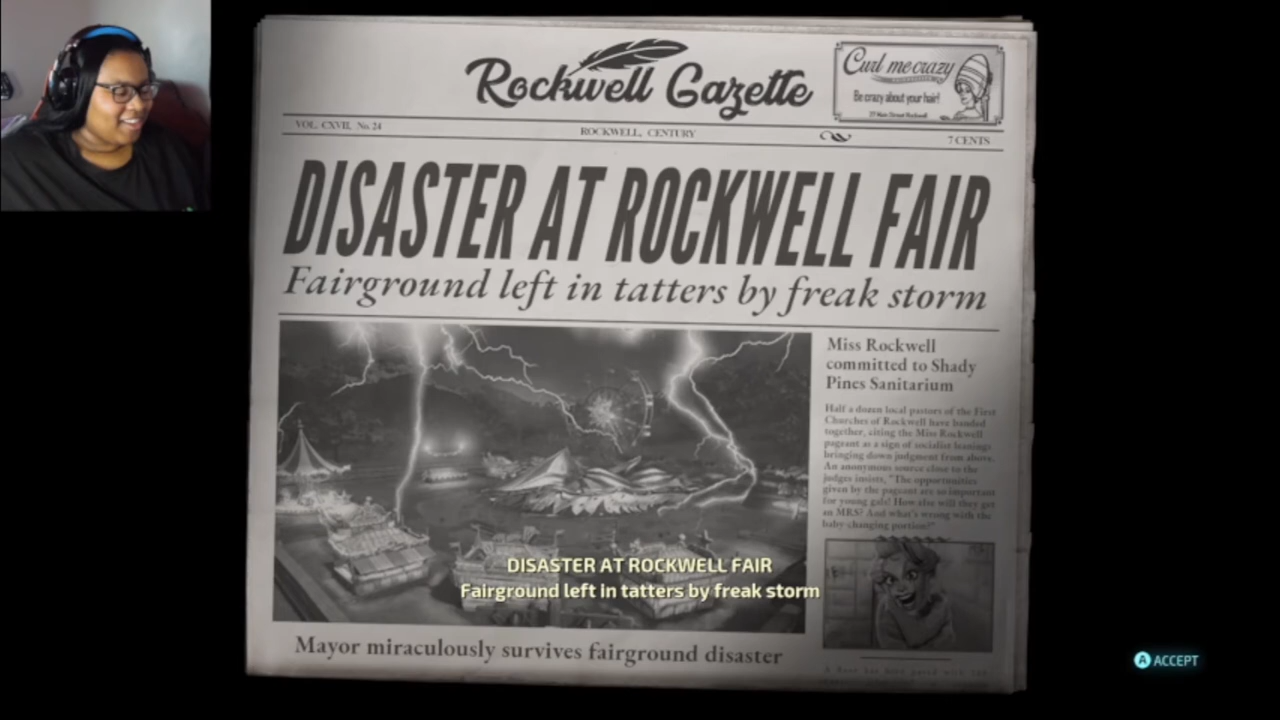 Rockwell Gazette
Curl me crazy
Be crazy about your hair!
27 Main Street Rockwell
VOL. CXVII, No. 24
ROCKWELL, CENTURY
7 CENTS
DISASTER AT ROCKWELL FAIR
Fairground left in tatters by freak storm
Miss Rockwell
committed to Shady
Pines Sanitarium
Half a dozen local pastors of the First
Churches of Rockwell have banded
together, citing the Miss Rockwell
pageant as a sign of socialist leanings
bringing down judgment from above.
An anonymous source close to the
judges insists, "The opportunities
given by the pageant are so important
for young gals! How else will they get
an MRS? And what's wrong with the
baby-changing portion?"
DISASTER AT ROCKWELL FAIR
Fairground left in tatters by freak storm
Mayor miraculously survives fairground disaster
A ACCEPT